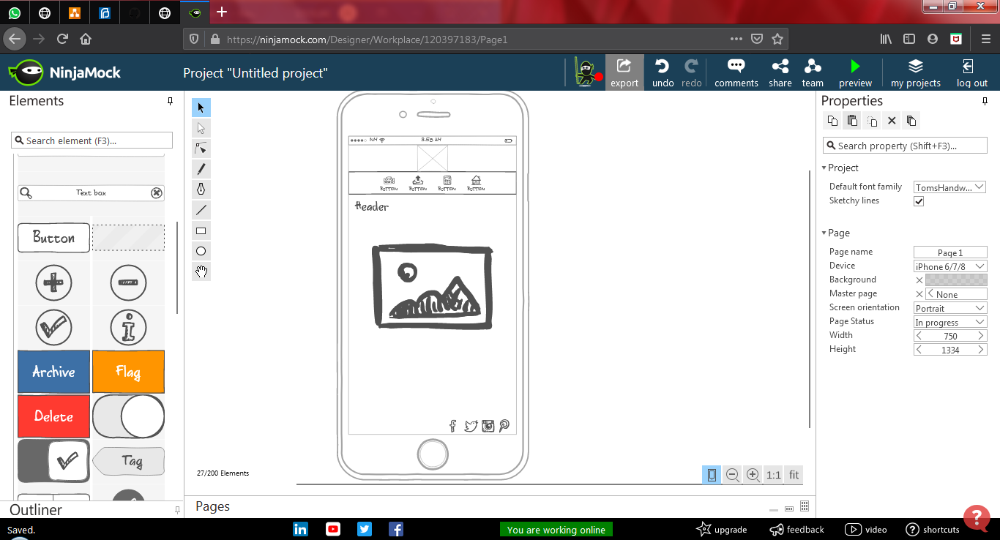 https://ninjamock.com/Designer/Workplace/120397183/Page1
NinjaMock
Project "Untitled project"
export
undo
redo
comments
share
team
preview
my projects
log out
Elements
Search element (F3)...
Text box
Button
Archive
Flag
Delete
Tag
Outliner
3:50 AM
BUTTON
BUTTON
BUTTON
BUTTON
Header
27/200 Elements
1:1
fit
Pages
Properties
Search property (Shift+F3)...
Project
Default font family
TomsHandw...
Sketchy lines
Page
Page name
Page 1
Device
iPhone 6/7/8
Background
Master page
None
Screen orientation
Portrait
Page Status
In progress
Width
750
Height
1334
Saved.
You are working online
upgrade
feedback
video
shortcuts